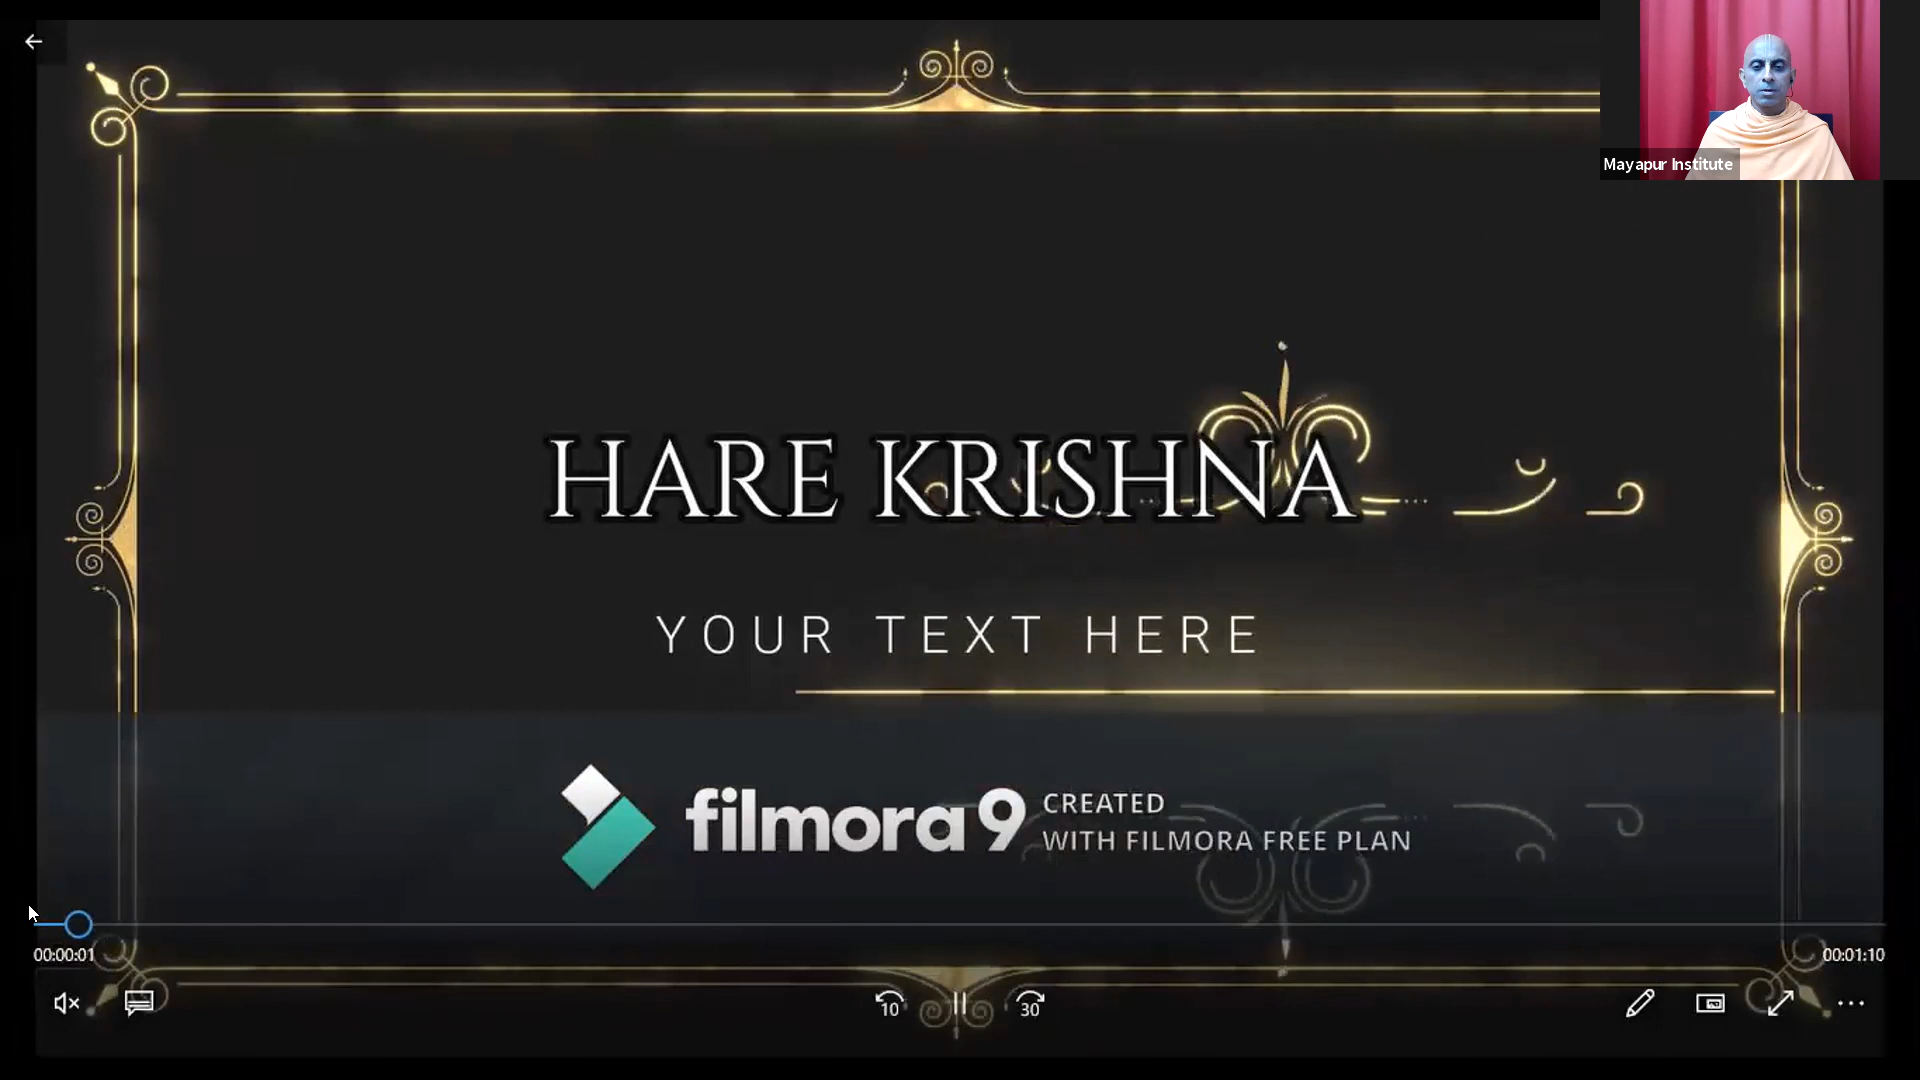 Mayapur Institute
HARE KRISHNA
YOUR TEXT HERE
filmora9 CREATED
WITH FILMORA FREE PLAN
00:00:01
00:01:10
10
30